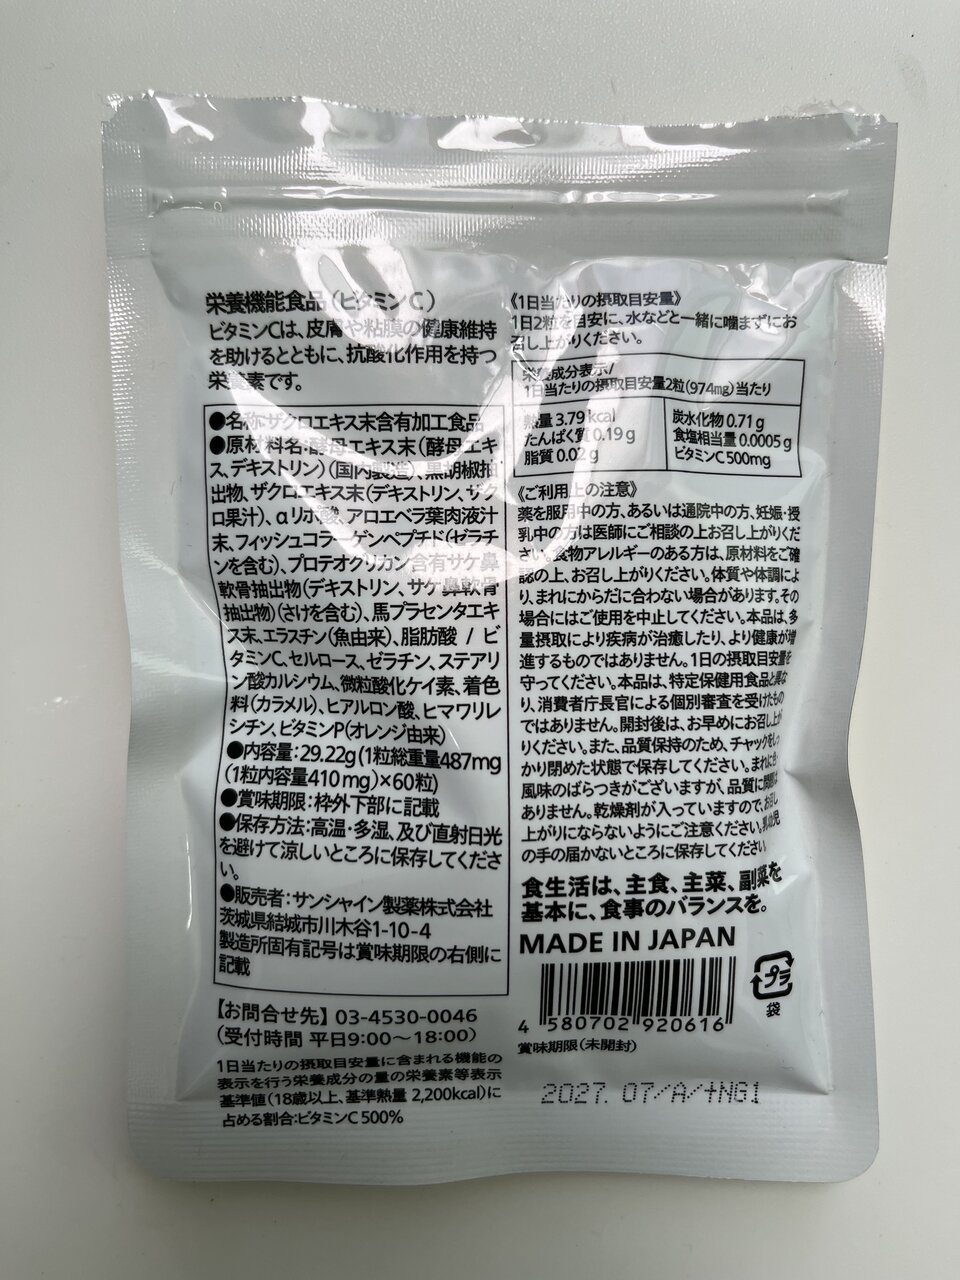 栄養機能食品(ビタミンC)
ビタミンCは、皮膚や粘膜の健康維持
を助けるとともに、抗酸化作用を持つ
栄養素です。
●名称:ザクロエキス末含有加工食品
●原材料名:酵母エキス末(酵母エキ
ス、デキストリン)(国内製造)、黒胡椒抽
出物、ザクロエキス末(デキストリン、ザク
ロ果汁)、αリポ酸、アロエベラ葉肉液汁
末、フィッシュコラーゲンペプチド(ゼラチ
ンを含む)、プロテオグリカン含有サケ鼻
軟骨抽出物(デキストリン、サケ鼻軟骨
抽出物)(さけを含む)、馬プラセンタエキ
ス末、エラスチン(魚由来)、脂肪酸 / ビ
タミンC、セルロース、ゼラチン、ステアリ
ン酸カルシウム、微粒酸化ケイ素、着色
料(カラメル)、ヒアルロン酸、ヒマワリレ
シチン、ビタミンP(オレンジ由来)
●内容量:29.22g(1粒総重量487mg
(1粒内容量410mg)×60粒)
●賞味期限:枠外下部に記載
●保存方法:高温・多湿、及び直射日光
を避けて涼しいところに保存してくださ
い。
●販売者:サンシャイン製薬株式会社
茨城県結城市川木谷1-10-4
製造所固有記号は賞味期限の右側に
記載
【お問合せ先】03-4530-0046
(受付時間 平日9:00〜18:00)
1日当たりの摂取目安量に含まれる機能の
表示を行う栄養成分の量の栄養素等表示
基準値(18歳以上、基準熱量 2,200kcal)に
占める割合:ビタミンC 500%
《1日当たりの摂取目安量》
1日2粒を目安に、水などと一緒に噛まずにお
召し上がりください。
栄養成分表示/
1日当たりの摂取目安量2粒(974mg)当たり
熱量 3.79 kcal
たんぱく質 0.19g
脂質 0.02g
炭水化物 0.71g
食塩相当量 0.0005g
ビタミンC 500mg
《ご利用上の注意》
薬を服用中の方、あるいは通院中の方、妊娠・授
乳中の方は医師にご相談の上お召し上がりくだ
さい。食物アレルギーのある方は、原材料をご確
認の上、お召し上がりください。体質や体調によ
り、まれにからだに合わない場合があります。その
場合にはご使用を中止してください。本品は、多
量摂取により疾病が治癒したり、より健康が増
進するものではありません。1日の摂取目安量を
守ってください。本品は、特定保健用食品と異な
り、消費者庁長官による個別審査を受けたもの
ではありません。開封後は、お早めにお召し上が
りください。また、品質保持のため、チャックをしっ
かり閉めた状態で保存してください。まれに色・
風味のばらつきがございますが、品質に問題は
ありません。乾燥剤が入っていますので、お召し
上がりにならないようにご注意ください。乳幼児
の手の届かないところに保存してください。
食生活は、主食、主菜、副菜を
基本に、食事のバランスを。
MADE IN JAPAN
プラ
袋
4 580702 920616
賞味期限(未開封)
2027. 07/A/+NG1